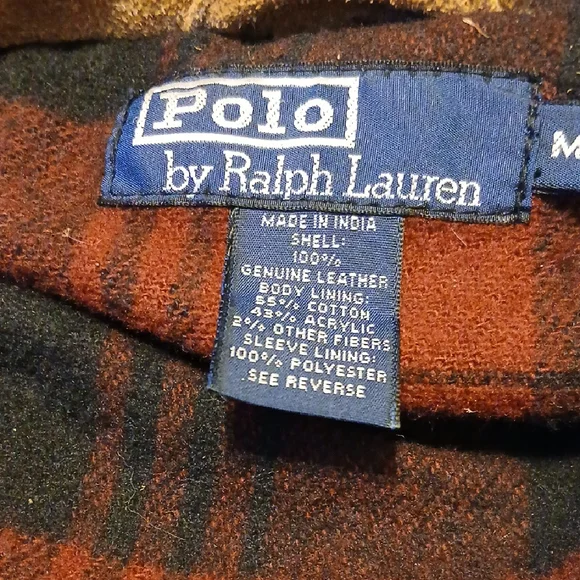 Polo
by Ralph Lauren
M
MADE IN INDIA
SHELL:
100%
GENUINE LEATHER
BODY LINING:
55% COTTON
43% ACRYLIC
2% OTHER FIBERS
SLEEVE LINING:
100% POLYESTER
SEE REVERSE